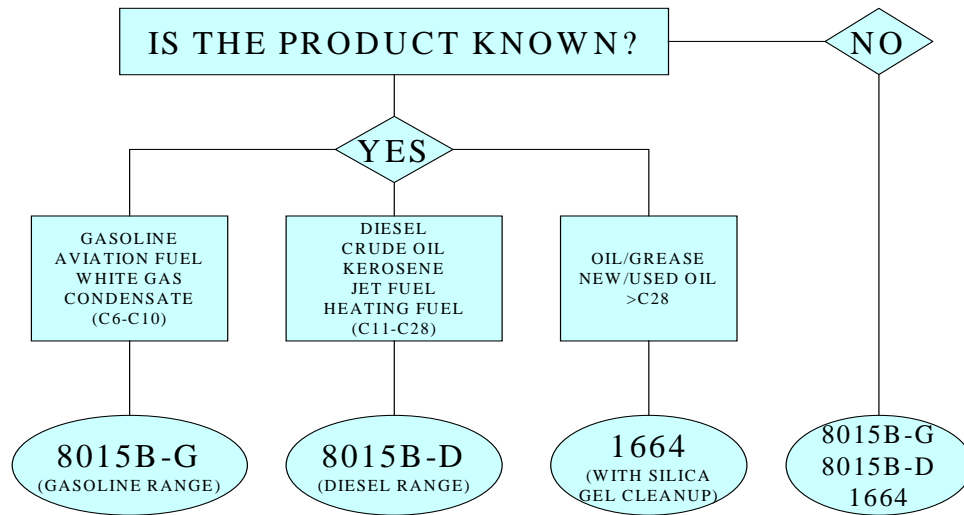 IS THE PRODUCT KNOWN?
NO
YES
GASOLINE
AVIATION FUEL
WHITE GAS
CONDENSATE
(C6-C10)
DIESEL
CRUDE OIL
KEROSENE
JET FUEL
HEATING FUEL
(C11-C28)
OIL/GREASE
NEW/USED OIL
>C28
8015B-G
(GASOLINE RANGE)
8015B-D
(DIESEL RANGE)
1664
(WITH SILICA
GEL CLEANUP)
8015B-G
8015B-D
1664